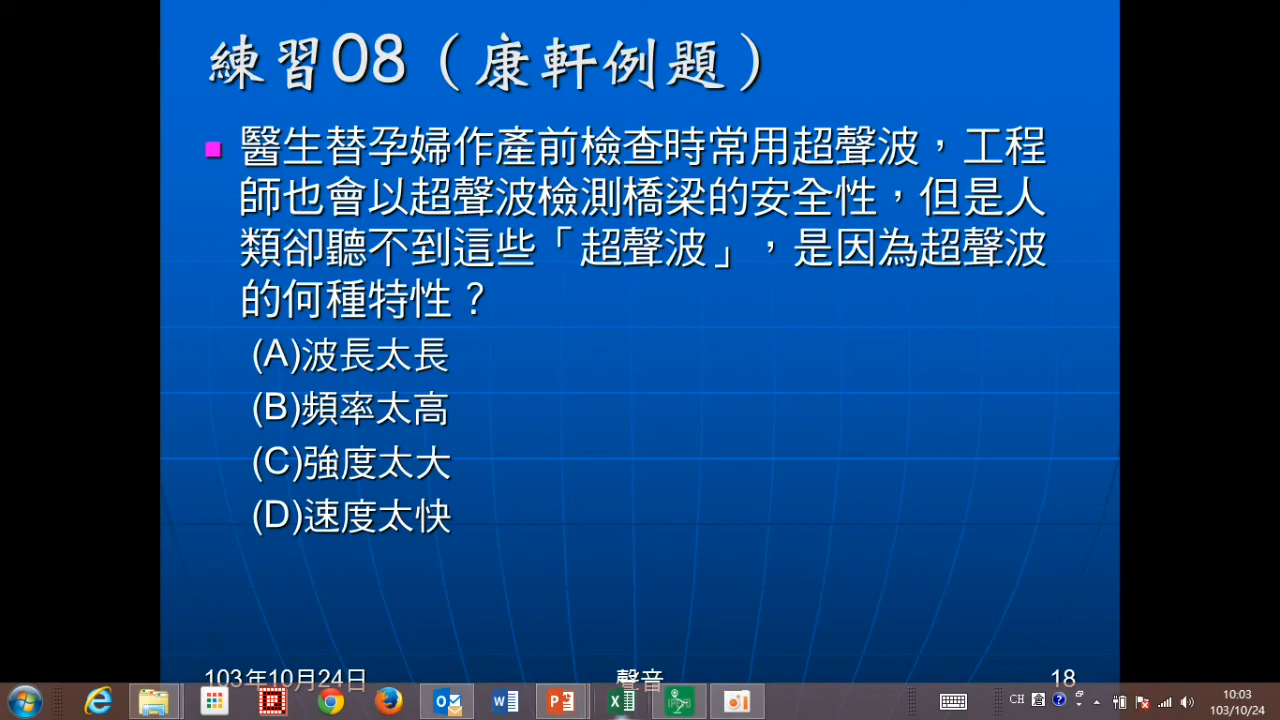 練習08（康軒例題）
醫生替孕婦作產前檢查時常用超聲波，工程
師也會以超聲波檢測橋梁的安全性，但是人
類卻聽不到這些「超聲波」，是因為超聲波
的何種特性？
(A)波長太長
(B)頻率太高
(C)強度太大
(D)速度太快
103年10月24日 聲音 18
CH 10:03
103/10/24